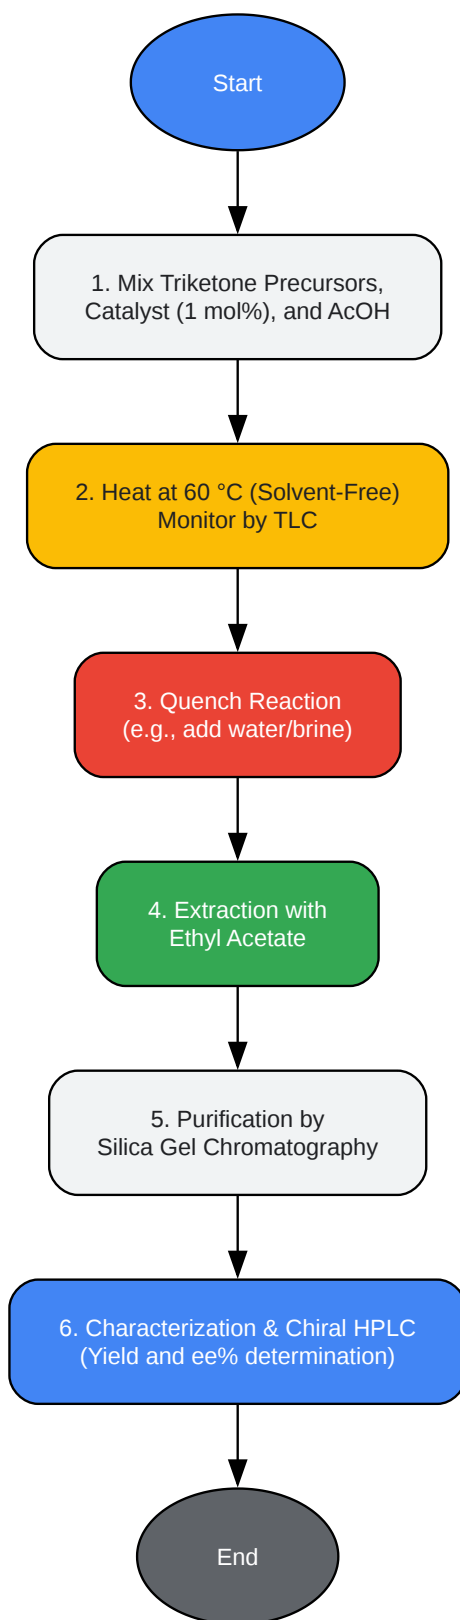 Start
1. Mix Triketone Precursors,
Catalyst (1 mol%), and AcOH
2. Heat at 60 °C (Solvent-Free)
Monitor by TLC
3. Quench Reaction
(e.g., add water/brine)
4. Extraction with
Ethyl Acetate
5. Purification by
Silica Gel Chromatography
6. Characterization & Chiral HPLC
(Yield and ee% determination)
End